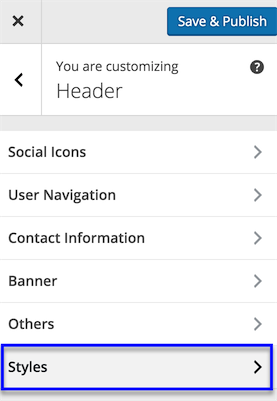 Save & Publish
You are customizing
Header
Social Icons
User Navigation
Contact Information
Banner
Others
Styles